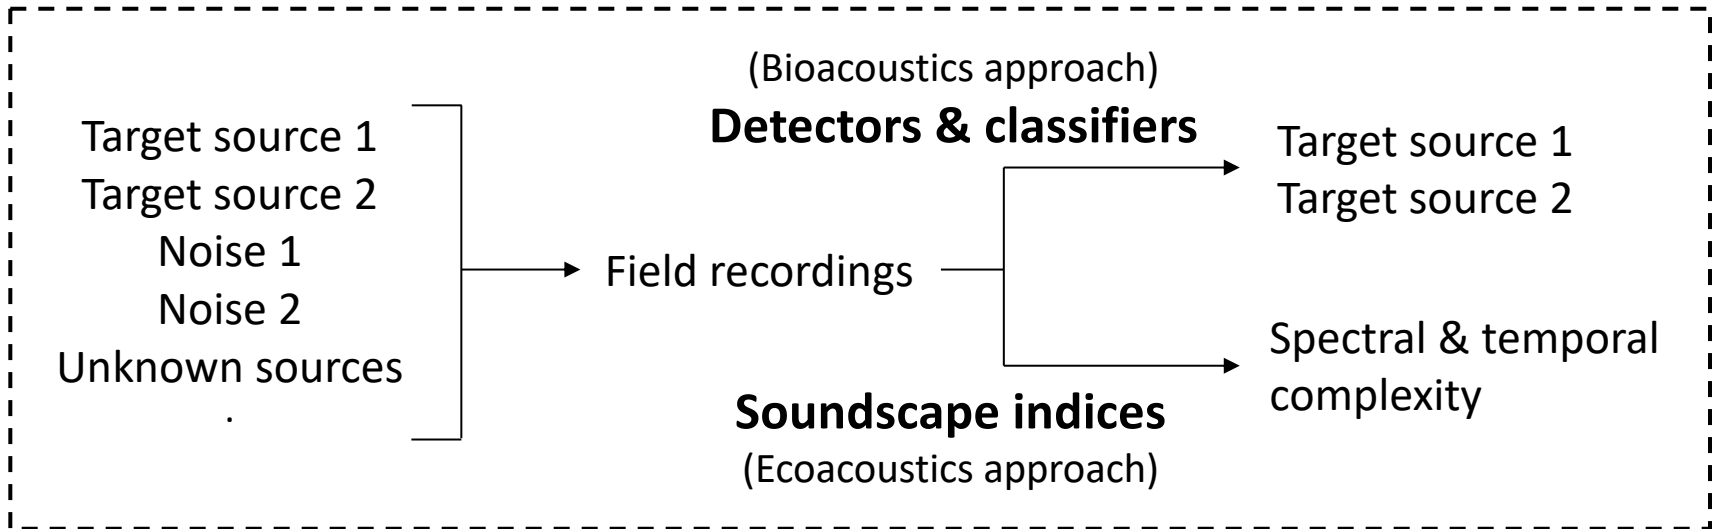 Target source 1
Target source 2
Noise 1
Noise 2
Unknown sources
.
Field recordings
(Bioacoustics approach)
Detectors & classifiers
Target source 1
Target source 2
Soundscape indices
(Ecoacoustics approach)
Spectral & temporal
complexity